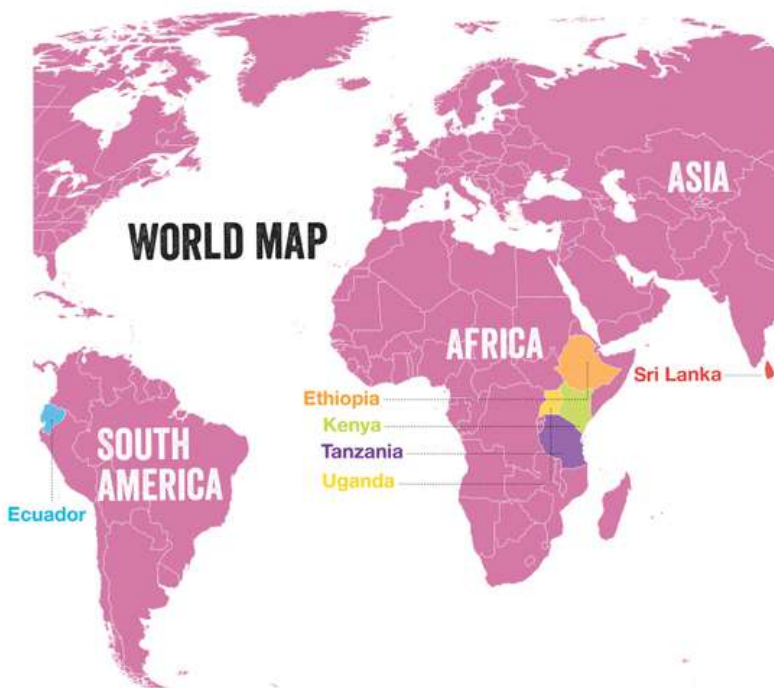 ASIA
WORLD MAP
AFRICA
Sri Lanka
Ethiopia
Kenya
Tanzania
Uganda
SOUTH
AMERICA
Ecuador